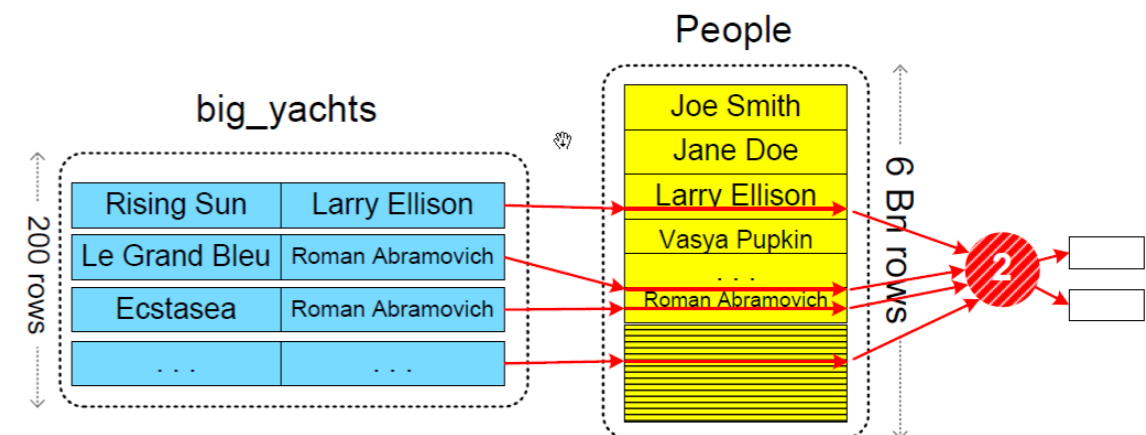 People
big_yachts
200 rows
Rising Sun Larry Ellison
Le Grand Bleu Roman Abramovich
Ecstasea Roman Abramovich
. . . . . .
Joe Smith
Jane Doe
Larry Ellison
Vasya Pupkin
. . .
Roman Abramovich
6 Bn rows
2